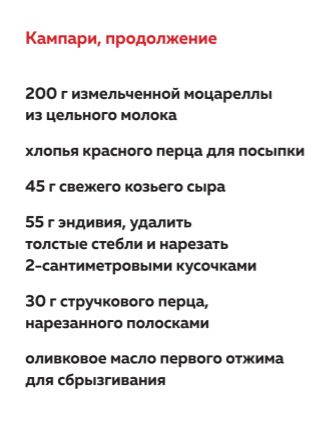 Кампари, продолжение
200 г измельченной моцареллы
из цельного молока
хлопья красного перца для посыпки
45 г свежего козьего сыра
55 г эндивия, удалить
толстые стебли и нарезать
2-сантиметровыми кусочками
30 г стручкового перца,
нарезанного полосками
оливковое масло первого отжима
для сбрызгивания